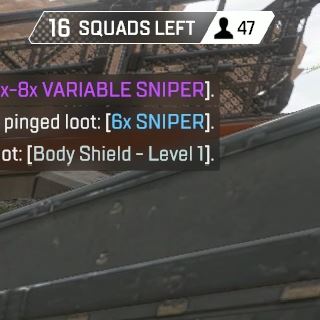 16 SQUADS LEFT 47
x-8x VARIABLE SNIPER].
pinged loot: [6x SNIPER].
ot: [Body Shield - Level 1].